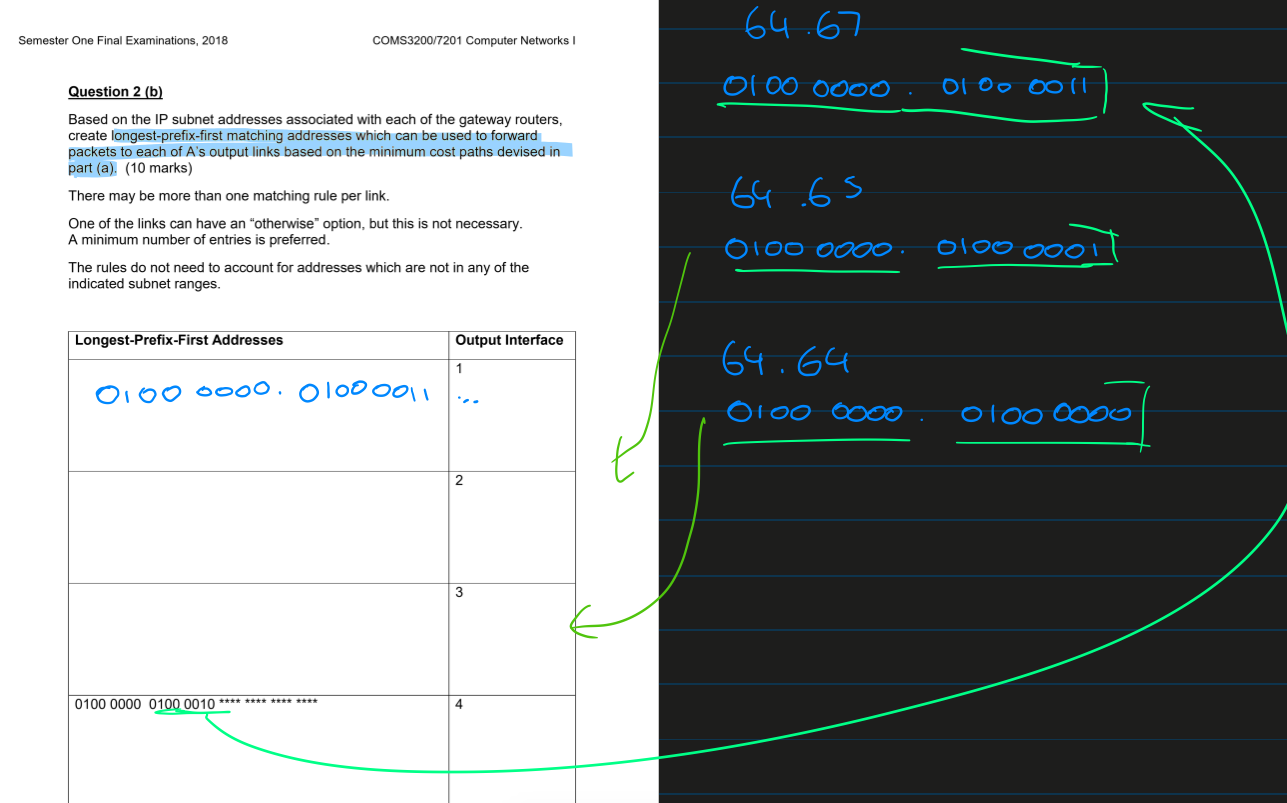 Semester One Final Examinations, 2018 COMS3200/7201 Computer Networks I
Question 2 (b)
Based on the IP subnet addresses associated with each of the gateway routers,
create longest-prefix-first matching addresses which can be used to forward
packets to each of A's output links based on the minimum cost paths devised in
part (a). (10 marks)
There may be more than one matching rule per link.
One of the links can have an “otherwise” option, but this is not necessary.
A minimum number of entries is preferred.
The rules do not need to account for addresses which are not in any of the
indicated subnet ranges.
Longest-Prefix-First Addresses Output Interface
1
0100 0000. 01000011 ...
2
3
0100 0000 0100 0010 **** **** **** **** 4
64.67
0100 0000 . 0100 0011
64.65
0100 0000. 0100 0001
64.64
0100 0000 . 0100 0000